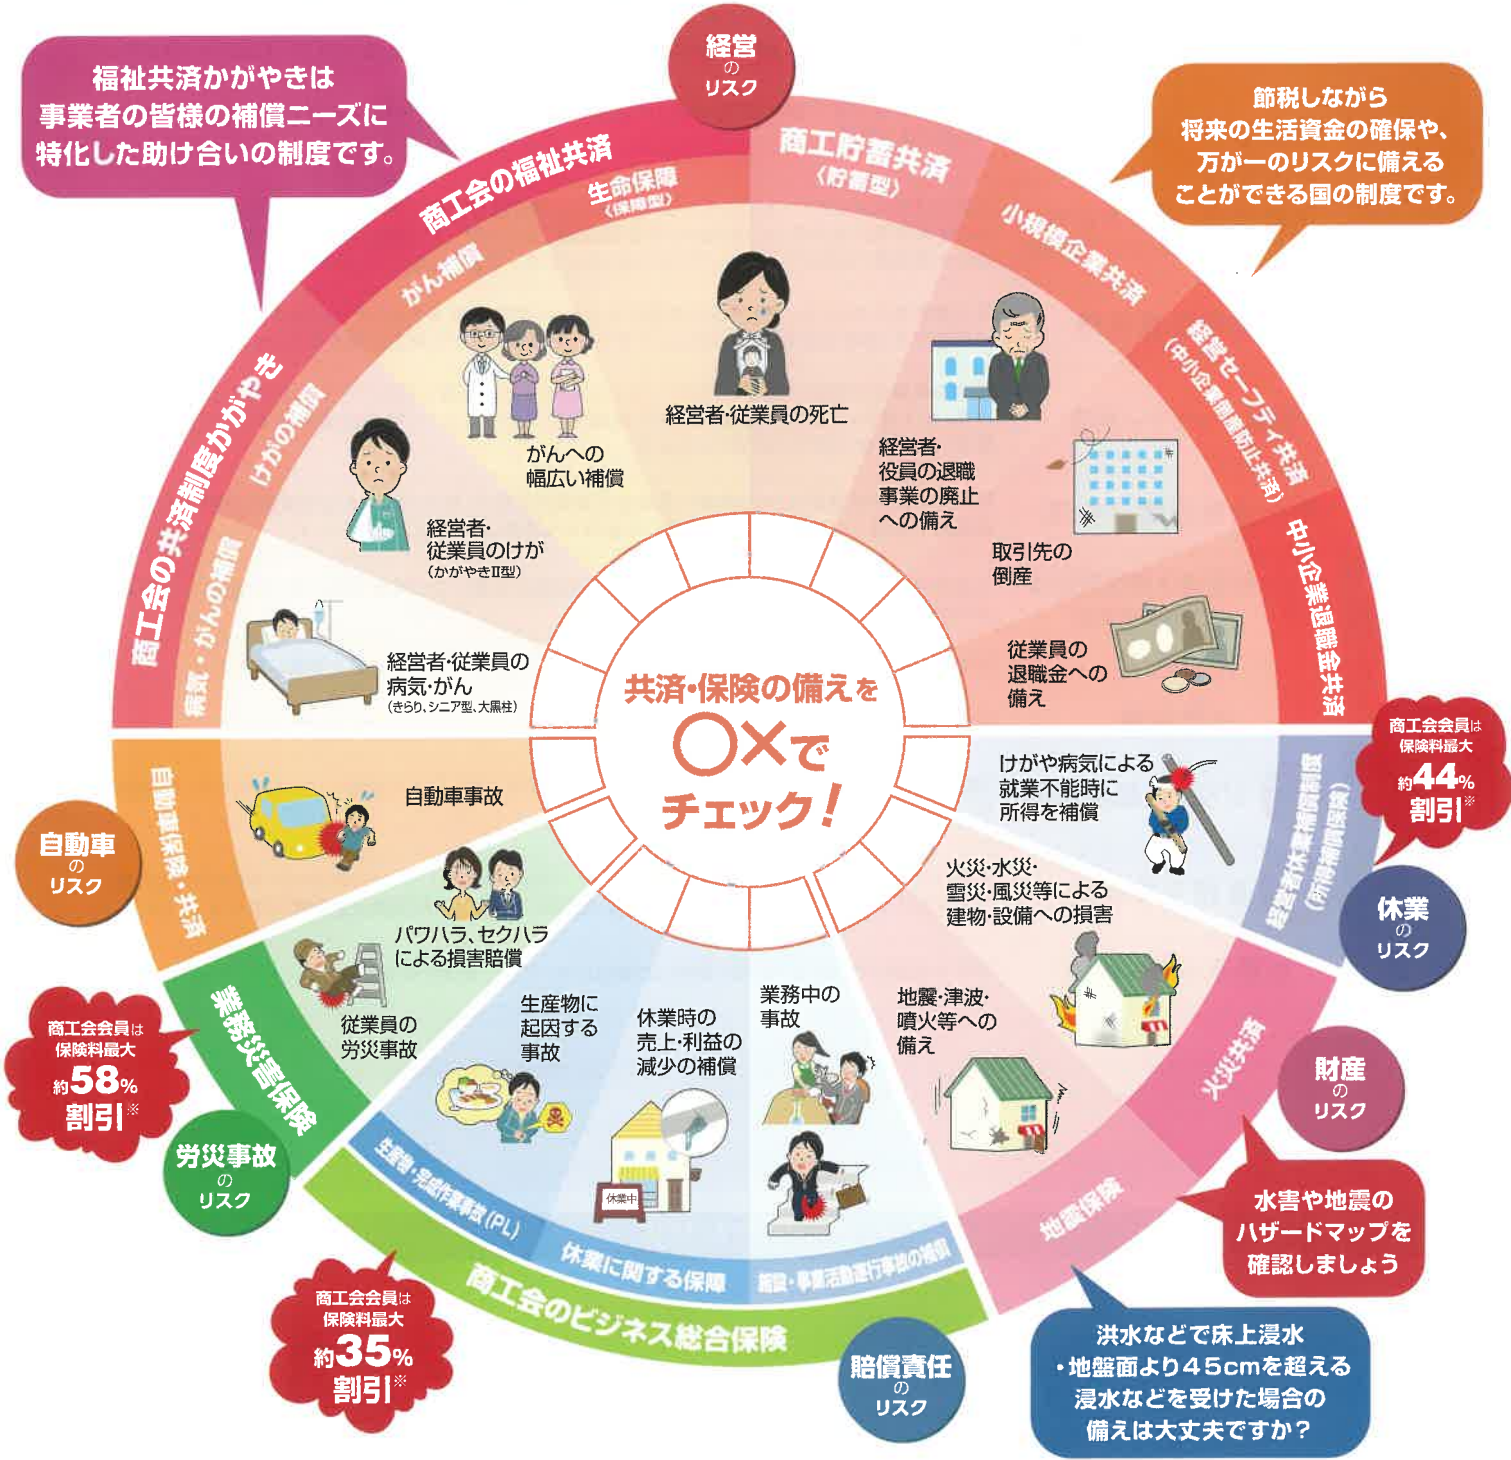 経営
の
リスク
福祉共済かがやきは
事業者の皆様の補償ニーズに
特化した助け合いの制度です。
節税しながら
将来の生活資金の確保や、
万が一のリスクに備える
ことができる国の制度です。
商工会の福祉共済
生命保障
〈保障型〉
がん補償
商工貯蓄共済
〈貯蓄型〉
小規模企業共済
経営セーフティ共済
(中小企業倒産防止共済)
中小企業退職金共済
商工会の共済制度かがやき
けがの補償
病気・がんの補償
経営者・従業員の死亡
がんへの
幅広い補償
経営者・
従業員のけが
(かがやきII型)
経営者・従業員の
病気・がん
(きらり、シニア型、大黒柱)
経営者・
役員の退職
事業の廃止
への備え
取引先の
倒産
従業員の
退職金への
備え
共済・保険の備えを
〇×で
チェック!
商工会会員は
保険料最大
約44%
割引※
経営者休業補償制度
(所得補償保険)
けがや病気による
就業不能時に
所得を補償
休業
の
リスク
自動車保険・共済
自動車事故
自動車
の
リスク
火災・水災・
雪災・風災等による
建物・設備への損害
火災共済
財産
の
リスク
地震・津波・
噴火等への
備え
地震保険
水害や地震の
ハザードマップを
確認しましょう
洪水などで床上浸水
・地盤面より45cmを超える
浸水などを受けた場合の
備えは大丈夫ですか?
パワハラ、セクハラ
による損害賠償
従業員の
労災事故
業務災害保険
商工会会員は
保険料最大
約58%
割引※
労災事故
の
リスク
生産物に
起因する
事故
休業時の
売上・利益の
減少の補償
休業中
業務中の
事故
生産物・完成作業事故(PL)
休業に関する保障
施設・事業活動遂行事故の補償
商工会のビジネス総合保険
商工会会員は
保険料最大
約35%
割引※
賠償責任
の
リスク